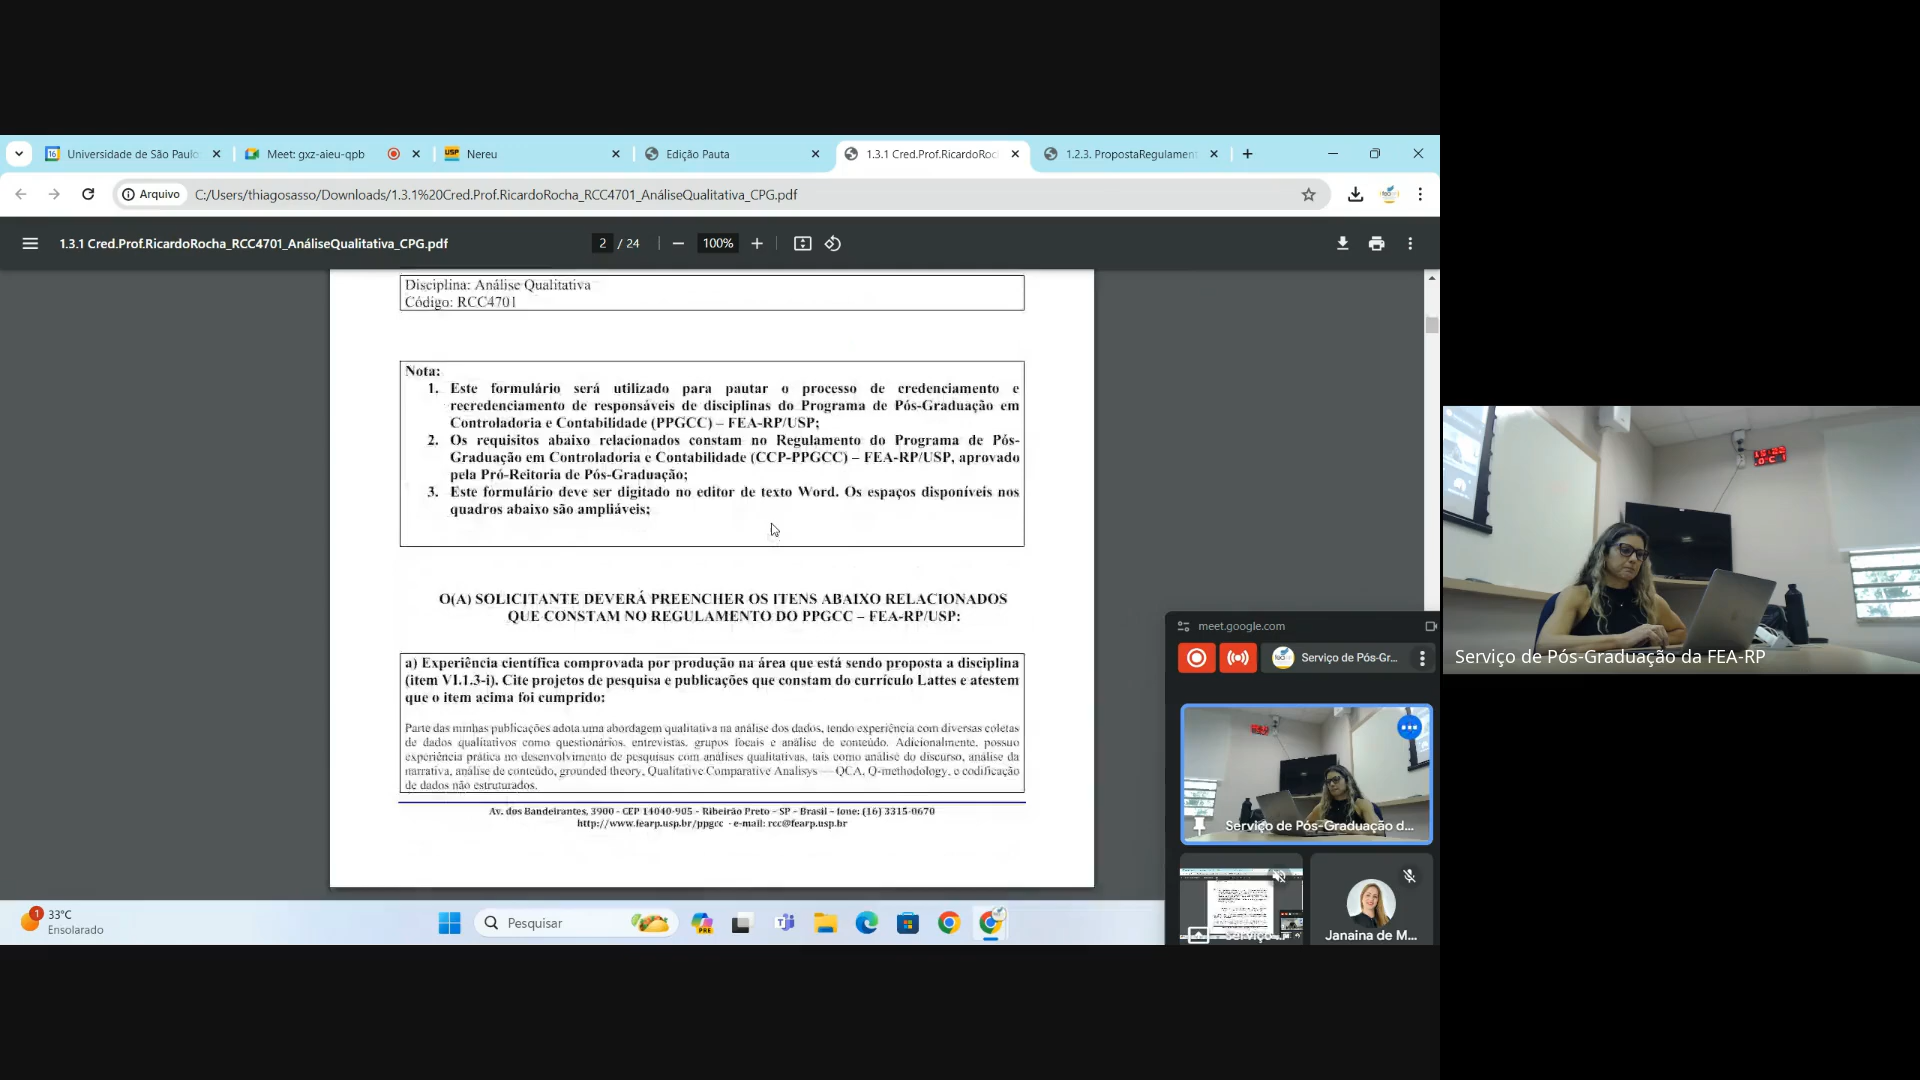 16 Universidade de São Paulo
Meet: gxz-aieu-qpb
USP Nereu
Edição Pauta
1.3.1 Cred.Prof.RicardoRoc
1.2.3. PropostaRegulament
Arquivo C:/Users/thiagosasso/Downloads/1.3.1%20Cred.Prof.RicardoRocha_RCC4701_AnáliseQualitativa_CPG.pdf
1.3.1 Cred.Prof.RicardoRocha_RCC4701_AnáliseQualitativa_CPG.pdf
2 / 24
100%
Disciplina: Análise Qualitativa
Código: RCC4701
Nota:
1. Este formulário será utilizado para pautar o processo de credenciamento e
recredenciamento de responsáveis de disciplinas do Programa de Pós-Graduação em
Controladoria e Contabilidade (PPGCC) – FEA-RP/USP;
2. Os requisitos abaixo relacionados constam no Regulamento do Programa de Pós-
Graduação em Controladoria e Contabilidade (CCP-PPGCC) – FEA-RP/USP, aprovado
pela Pró-Reitoria de Pós-Graduação;
3. Este formulário deve ser digitado no editor de texto Word. Os espaços disponíveis nos
quadros abaixo são ampliáveis;
O(A) SOLICITANTE DEVERÁ PREENCHER OS ITENS ABAIXO RELACIONADOS
QUE CONSTAM NO REGULAMENTO DO PPGCC – FEA-RP/USP:
a) Experiência científica comprovada por produção na área que está sendo proposta a disciplina
(item VI.1.3-i). Cite projetos de pesquisa e publicações que constam do currículo Lattes e atestem
que o item acima foi cumprido:
Parte das minhas publicações adota uma abordagem qualitativa na análise dos dados, tendo experiência com diversas coletas
de dados qualitativos como questionários, entrevistas, grupos focais e análise de conteúdo. Adicionalmente, possuo
experiência prática no desenvolvimento de pesquisas com análises qualitativas, tais como análise do discurso, análise da
narrativa, análise de conteúdo, grounded theory, Qualitative Comparative Analisys — QCA, Q-methodology, e codificação
de dados não estruturados.
Av. dos Bandeirantes, 3900 - CEP 14040-905 - Ribeirão Preto - SP - Brasil - fone: (16) 3315-0670
http://www.fearp.usp.br/ppgcc - e-mail: rcc@fearp.usp.br
meet.google.com
Serviço de Pós-Gr...
Serviço de Pós-Graduação d...
Serviço ...
Janaina de M...
Serviço de Pós-Graduação da FEA-RP
1
33°C
Ensolarado
Pesquisar
PRE